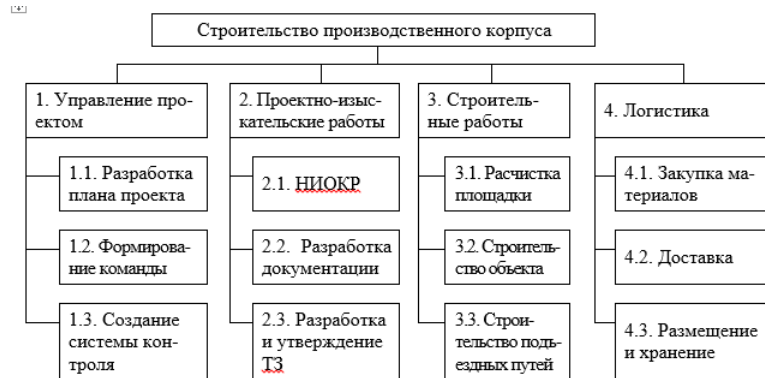 Строительство производственного корпуса
1. Управление про-
ектом
1.1. Разработка
плана проекта
1.2. Формирова-
ние команды
1.3. Создание
системы кон-
троля
2. Проектно-изыс-
кательские работы
2.1. НИОКР
2.2. Разработка
документации
2.3. Разработка
и утверждение
ТЗ
3. Строитель-
ные работы
3.1. Расчистка
площадки
3.2. Строитель-
ство объекта
3.3. Строи-
тельство подъ-
ездных путей
4. Логистика
4.1. Закупка ма-
териалов
4.2. Доставка
4.3. Размещение
и хранение